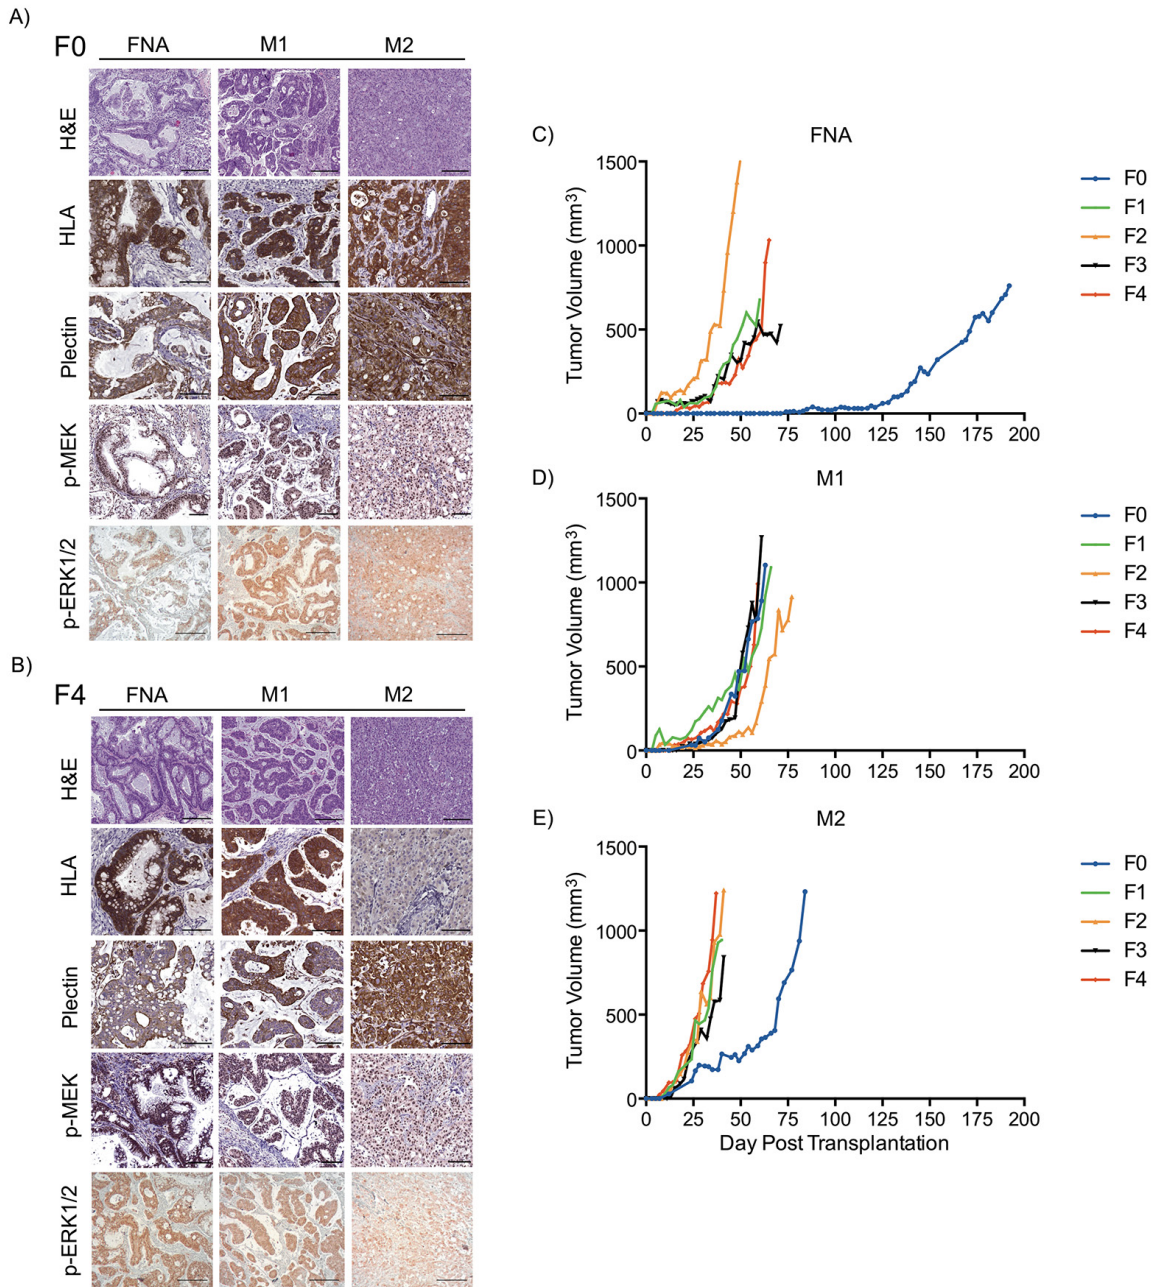 A)
F0
FNA M1 M2
H&E
HLA
Plectin
p-MEK
p-ERK1/2
B)
F4
FNA M1 M2
H&E
HLA
Plectin
p-MEK
p-ERK1/2
C)
FNA
Tumor Volume (mm3)
1500
1000
500
0
0 25 50 75 100 125 150 175 200
F0
F1
F2
F3
F4
D)
M1
Tumor Volume (mm3)
1500
1000
500
0
0 25 50 75 100 125 150 175 200
F0
F1
F2
F3
F4
E)
M2
Tumor Volume (mm3)
1500
1000
500
0
0 25 50 75 100 125 150 175 200
Day Post Transplantation
F0
F1
F2
F3
F4